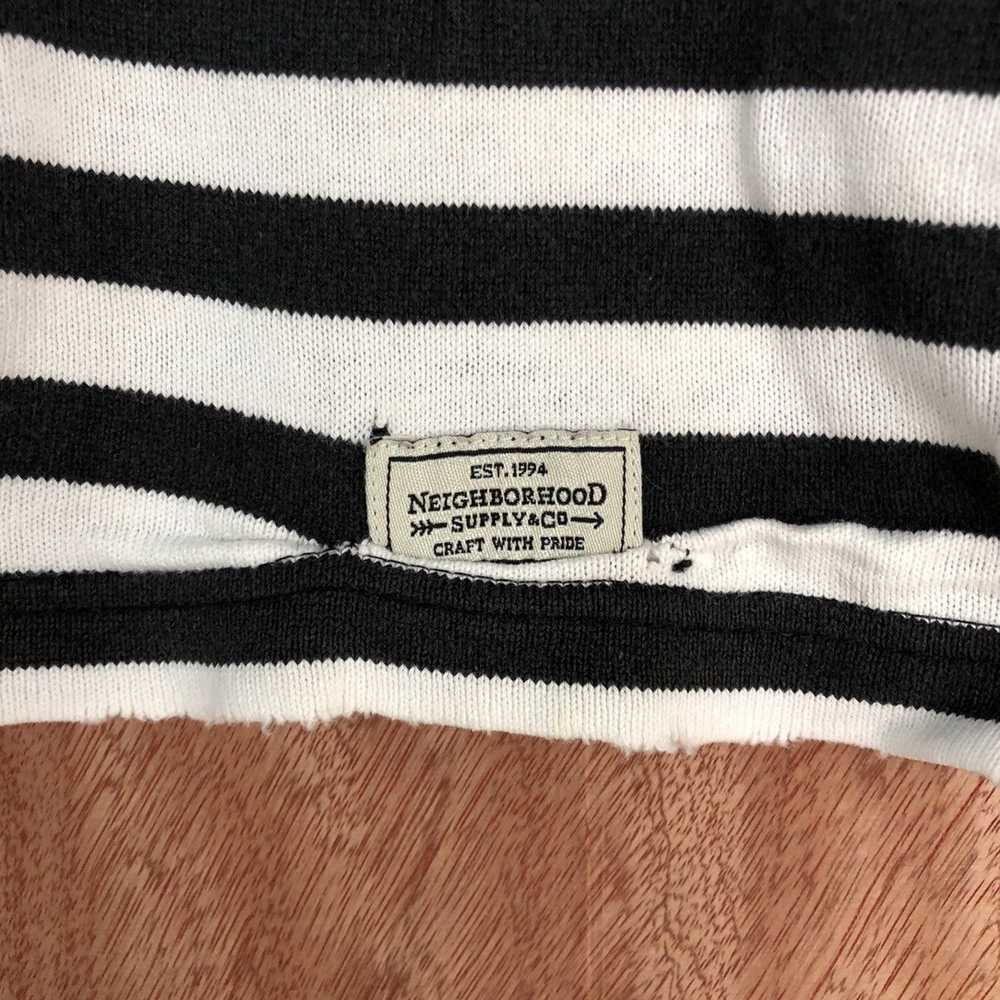 EST.1994
NEIGHBORHOOD
SUPPLY&CO
CRAFT WITH PRIDE